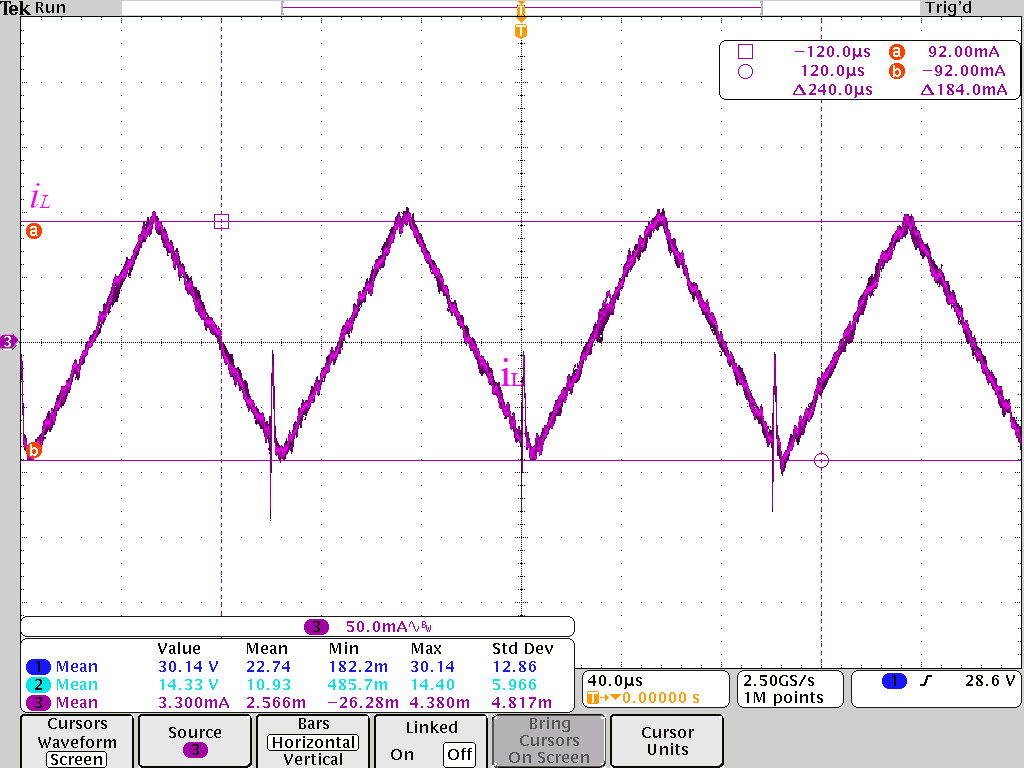 Tek Run Trig'd
T
T
−120.0µs a 92.00mA
120.0µs b −92.00mA
Δ240.0µs Δ184.0mA
iL
a
3
iL
b
3 50.0mA∿BW
Value Mean Min Max Std Dev
1 Mean 30.14 V 22.74 182.2m 30.14 12.86
2 Mean 14.33 V 10.93 485.7m 14.40 5.966
3 Mean 3.300mA 2.566m −26.28m 4.380m 4.817m
40.0µs
T→▼0.00000 s
2.50GS/s
1M points
1 28.6 V
Cursors
Waveform
Screen
Source
3
Bars
Horizontal
Vertical
Linked
On Off
Bring
Cursors
On Screen
Cursor
Units